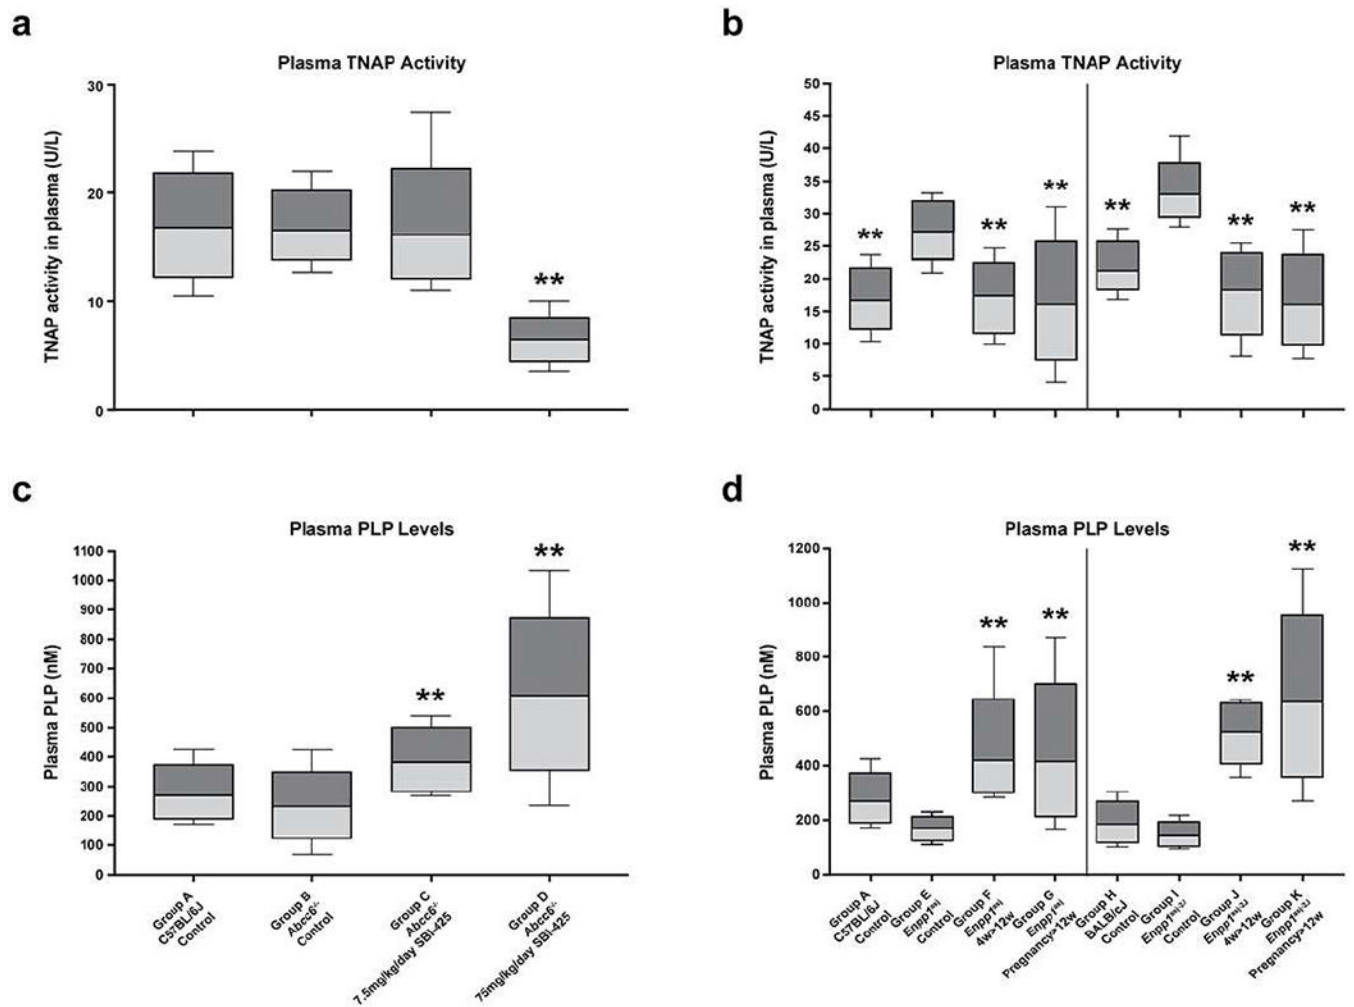 a
Plasma TNAP Activity
TNAP activity in plasma (U/L)
30
20
10
0
**
b
Plasma TNAP Activity
TNAP activity in plasma (U/L)
50
45
40
35
30
25
20
15
10
5
0
**
**
**
**
**
**
c
Plasma PLP Levels
Plasma PLP (nM)
1100
1000
900
800
700
600
500
400
300
200
100
0
**
**
Group A
C57BL/6J
Control
Group B
Abcc6-/-
Control
Group C
Abcc6-/-
7.5mg/kg/day SBI-425
Group D
Abcc6-/-
75mg/kg/day SBI-425
d
Plasma PLP Levels
Plasma PLP (nM)
1200
1000
800
600
400
200
0
**
**
**
**
Group A
C57BL/6J
Control
Group E
Enpp1asj
Control
Group F
Enpp1asj
4w>12w
Group G
Enpp1asj
Pregnancy>12w
Group H
BALB/cJ
Control
Group I
Enpp1asj-2J
Control
Group J
Enpp1asj-2J
4w>12w
Group K
Enpp1asj-2J
Pregnancy>12w